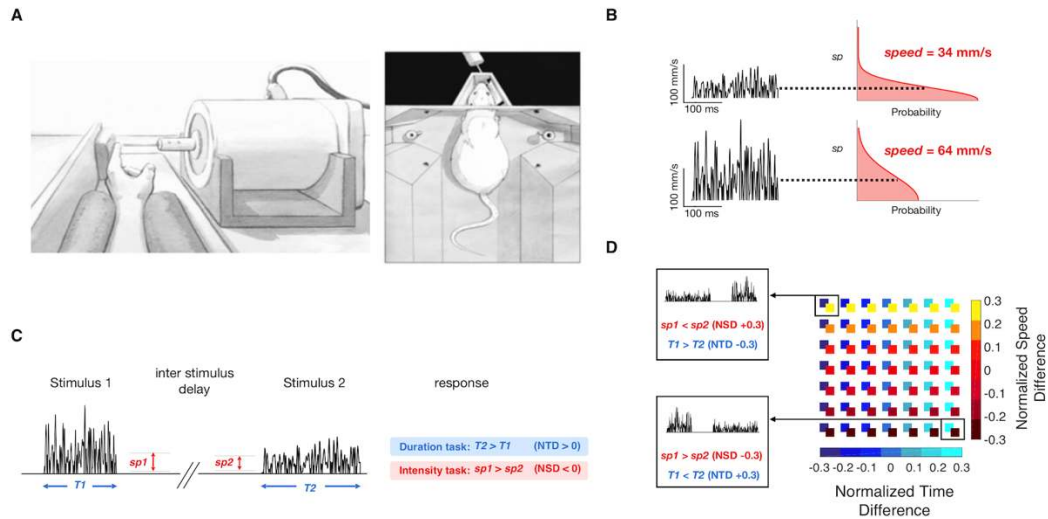 A
B
sp
speed = 34 mm/s
100 mm/s
100 ms
Probability
sp
speed = 64 mm/s
100 mm/s
100 ms
Probability
C
Stimulus 1
inter stimulus
delay
Stimulus 2
response
sp1
sp2
T1
T2
Duration task: T2 > T1 (NTD > 0)
Intensity task: sp1 > sp2 (NSD < 0)
D
sp1 < sp2 (NSD +0.3)
T1 > T2 (NTD -0.3)
sp1 > sp2 (NSD -0.3)
T1 < T2 (NTD +0.3)
0.3
0.2
0.1
0
-0.1
-0.2
-0.3
Normalized Speed
Difference
-0.3 -0.2 -0.1 0 0.1 0.2 0.3
Normalized Time
Difference